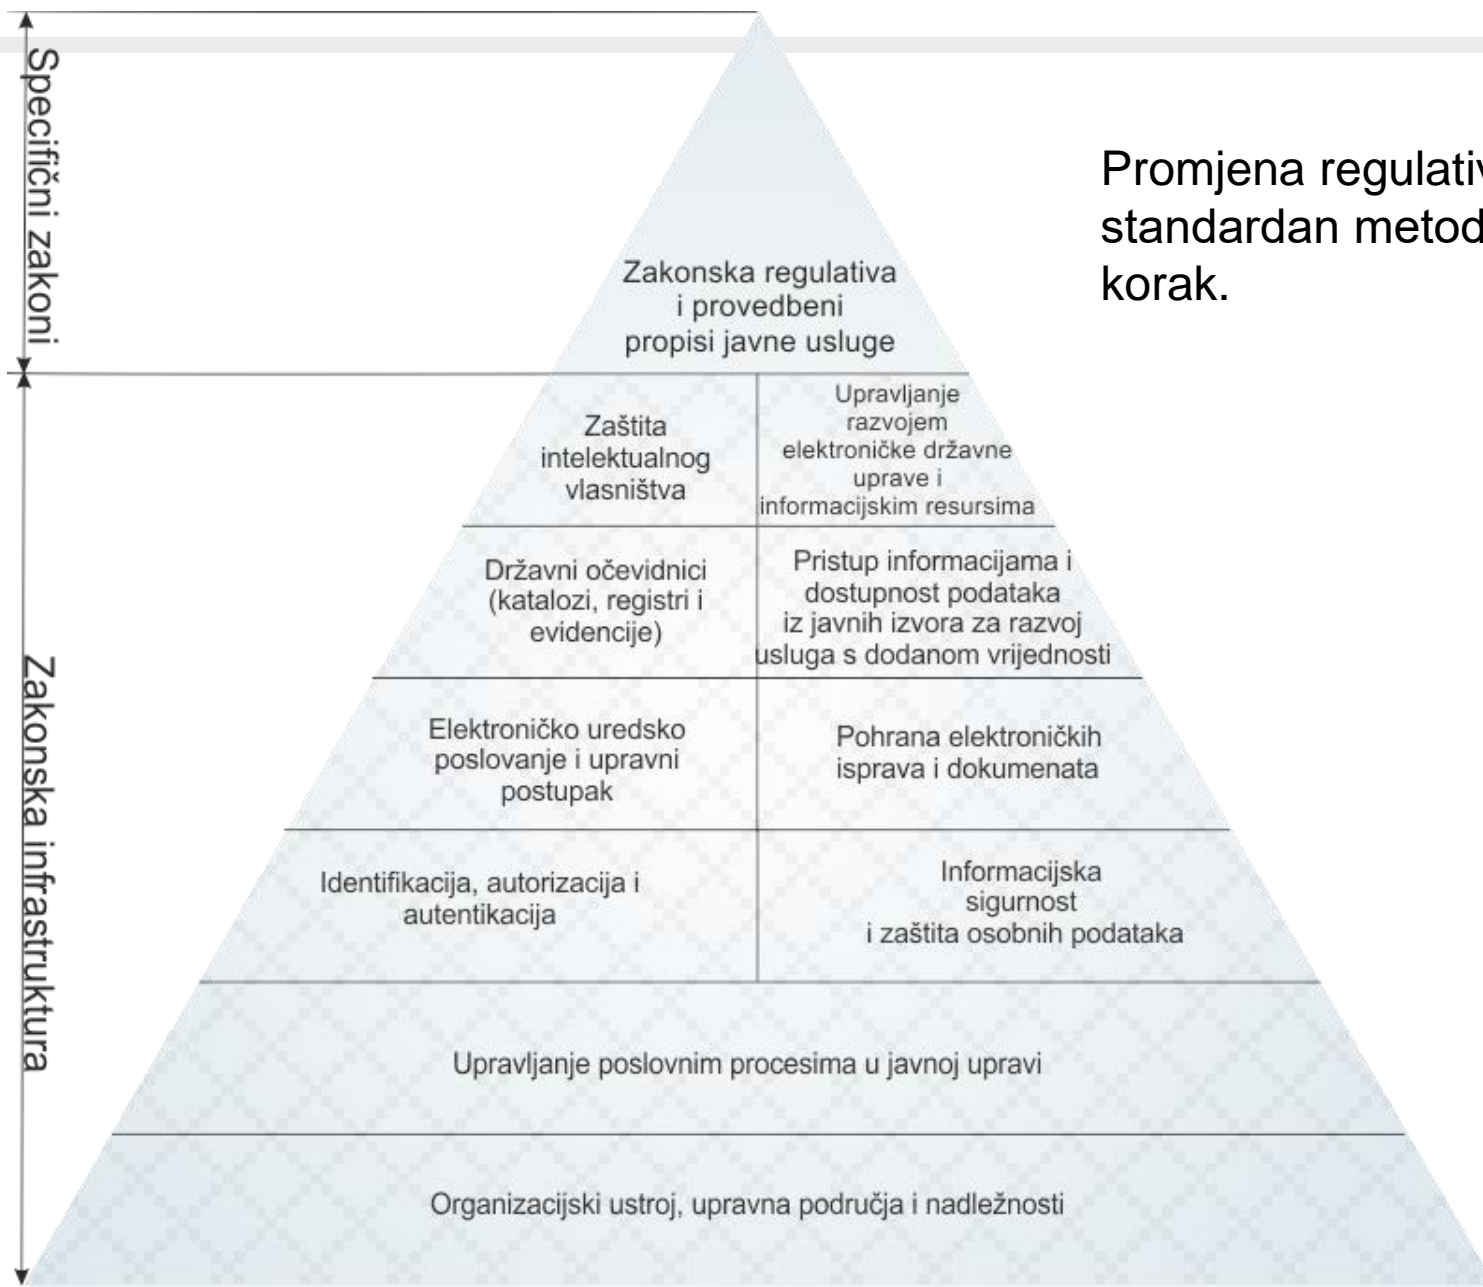 Specifični zakoni
Promjena
standardan
korak.
Zakonska regulativa
i provedbeni
propisi javne usluge
Zaštita
intelektualnog
vlasništva
Upravljanje
razvojem
elektroničke državne
uprave i
informacijskim resursima
Državni očevidnici
(katalozi, registri i
evidencije)
Pristup informacijama i
dostupnost podataka
iz javnih izvora za razvoj
usluga s dodanom vrijednosti
Zakonska infrastruktura
Elektroničko uredsko
poslovanje i upravni
postupak
Pohrana elektroničkih
isprava i dokumenata
Identifikacija, autorizacija i
autentikacija
Informacijska
sigurnost
i zaštita osobnih podataka
Upravljanje poslovnim procesima u javnoj upravi
Organizacijski ustroj, upravna područja i nadležnosti